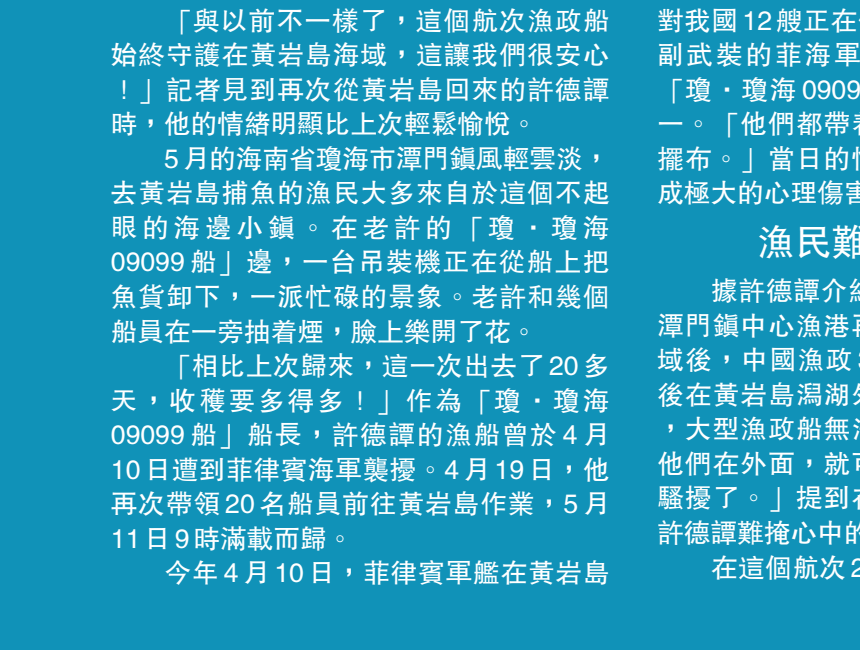 「與以前不一樣了，這個航次漁政船
始終守護在黃岩島海域，這讓我們很安心
！」記者見到再次從黃岩島回來的許德譚
時，他的情緒明顯比上次輕鬆愉悅。
5月的海南省瓊海市潭門鎮風輕雲淡，
去黃岩島捕魚的漁民大多來自於這個不起
眼的海邊小鎮。在老許的「瓊·瓊海
09099船」邊，一台吊裝機正在從船上把
魚貨卸下，一派忙碌的景象。老許和幾個
船員在一旁抽着煙，臉上樂開了花。
「相比上次歸來，這一次出去了20多
天，收穫要多得多！」作為「瓊·瓊海
09099船」船長，許德譚的漁船曾於4月
10日遭到菲律賓海軍襲擾。4月19日，他
再次帶領20名船員前往黃岩島作業，5月
11日9時滿載而歸。
今年4月10日，菲律賓軍艦在黃岩島
對我國12艘正在
副武裝的菲海軍
「瓊·瓊海0909
一。「他們都帶
擺布。」當日的
成極大的心理傷害
漁民難
據許德譚介紹
潭門鎮中心漁港
域後，中國漁政
後在黃岩島潟湖
，大型漁政船無
他們在外面，就
騷擾了。」提到
許德譚難掩心中的
在這個航次2